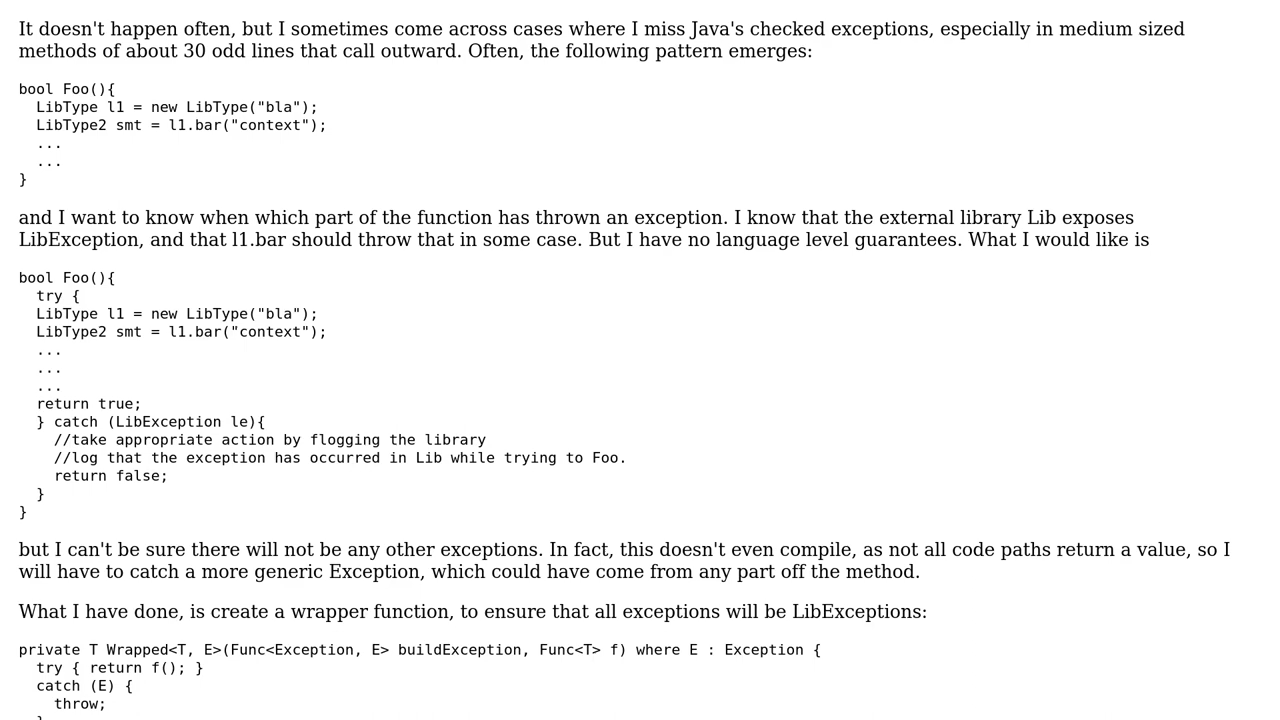 It doesn't happen often, but I sometimes come across cases where I miss Java's checked exceptions, especially in medium sized
methods of about 30 odd lines that call outward. Often, the following pattern emerges:
bool Foo(){
  LibType l1 = new LibType("bla");
  LibType2 smt = l1.bar("context");
  ...
  ...
}
and I want to know when which part of the function has thrown an exception. I know that the external library Lib exposes
LibException, and that l1.bar should throw that in some case. But I have no language level guarantees. What I would like is
bool Foo(){
  try {
  LibType l1 = new LibType("bla");
  LibType2 smt = l1.bar("context");
  ...
  ...
  ...
  return true;
  } catch (LibException le){
    //take appropriate action by flogging the library
    //log that the exception has occurred in Lib while trying to Foo.
    return false;
  }
}
but I can't be sure there will not be any other exceptions. In fact, this doesn't even compile, as not all code paths return a value, so I
will have to catch a more generic Exception, which could have come from any part off the method.
What I have done, is create a wrapper function, to ensure that all exceptions will be LibExceptions:
private T Wrapped<T, E>(Func<Exception, E> buildException, Func<T> f) where E : Exception {
  try { return f(); }
  catch (E) {
    throw;